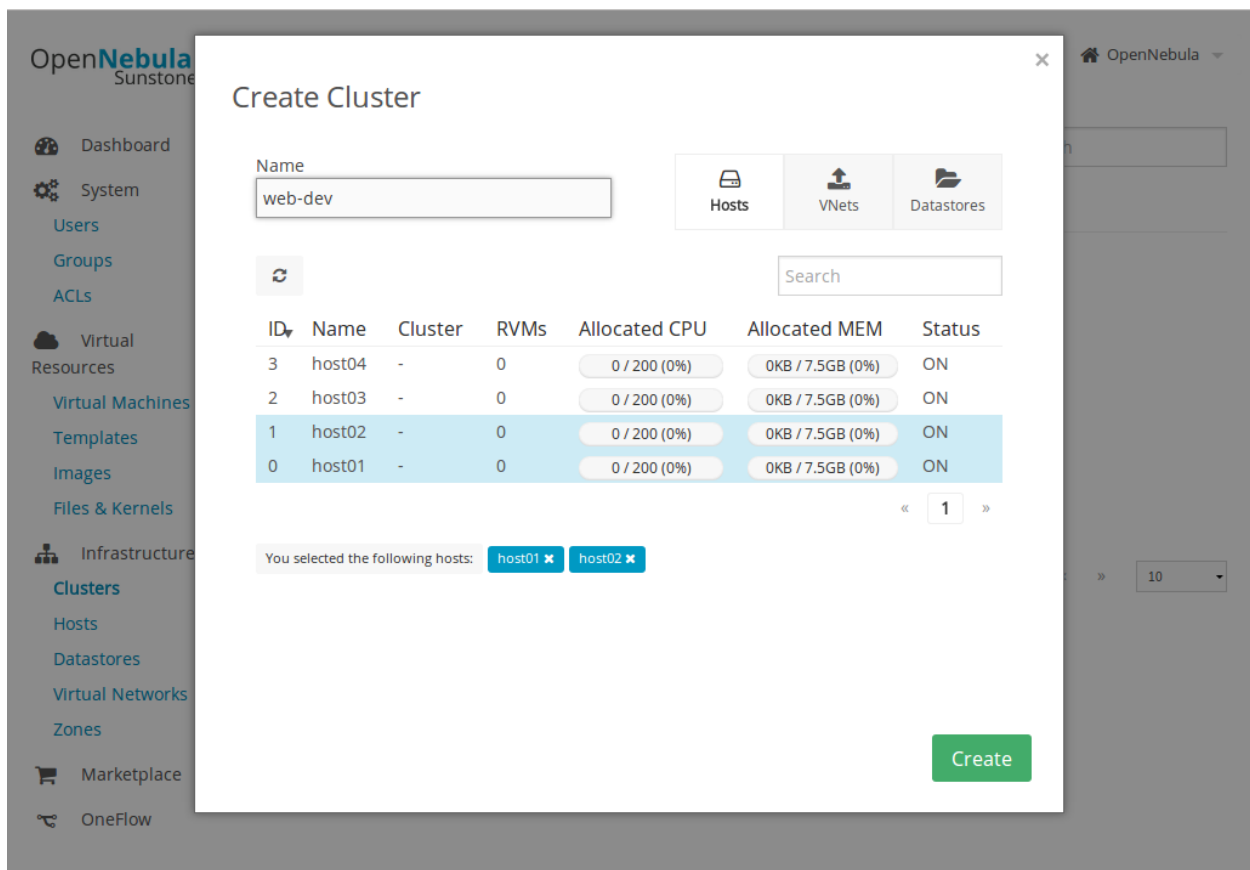 OpenNebula
Sunstone
OpenNebula
×
Create Cluster
Dashboard
System
Users
Groups
ACLs
Virtual
Resources
Virtual Machines
Templates
Images
Files & Kernels
Infrastructure
Clusters
Hosts
Datastores
Virtual Networks
Zones
Marketplace
OneFlow
Name
web-dev
Hosts VNets Datastores
Search
ID Name Cluster RVMs Allocated CPU Allocated MEM Status
3 host04 - 0 0 / 200 (0%) 0KB / 7.5GB (0%) ON
2 host03 - 0 0 / 200 (0%) 0KB / 7.5GB (0%) ON
1 host02 - 0 0 / 200 (0%) 0KB / 7.5GB (0%) ON
0 host01 - 0 0 / 200 (0%) 0KB / 7.5GB (0%) ON
« 1 »
You selected the following hosts: host01 × host02 ×
» 10
Create